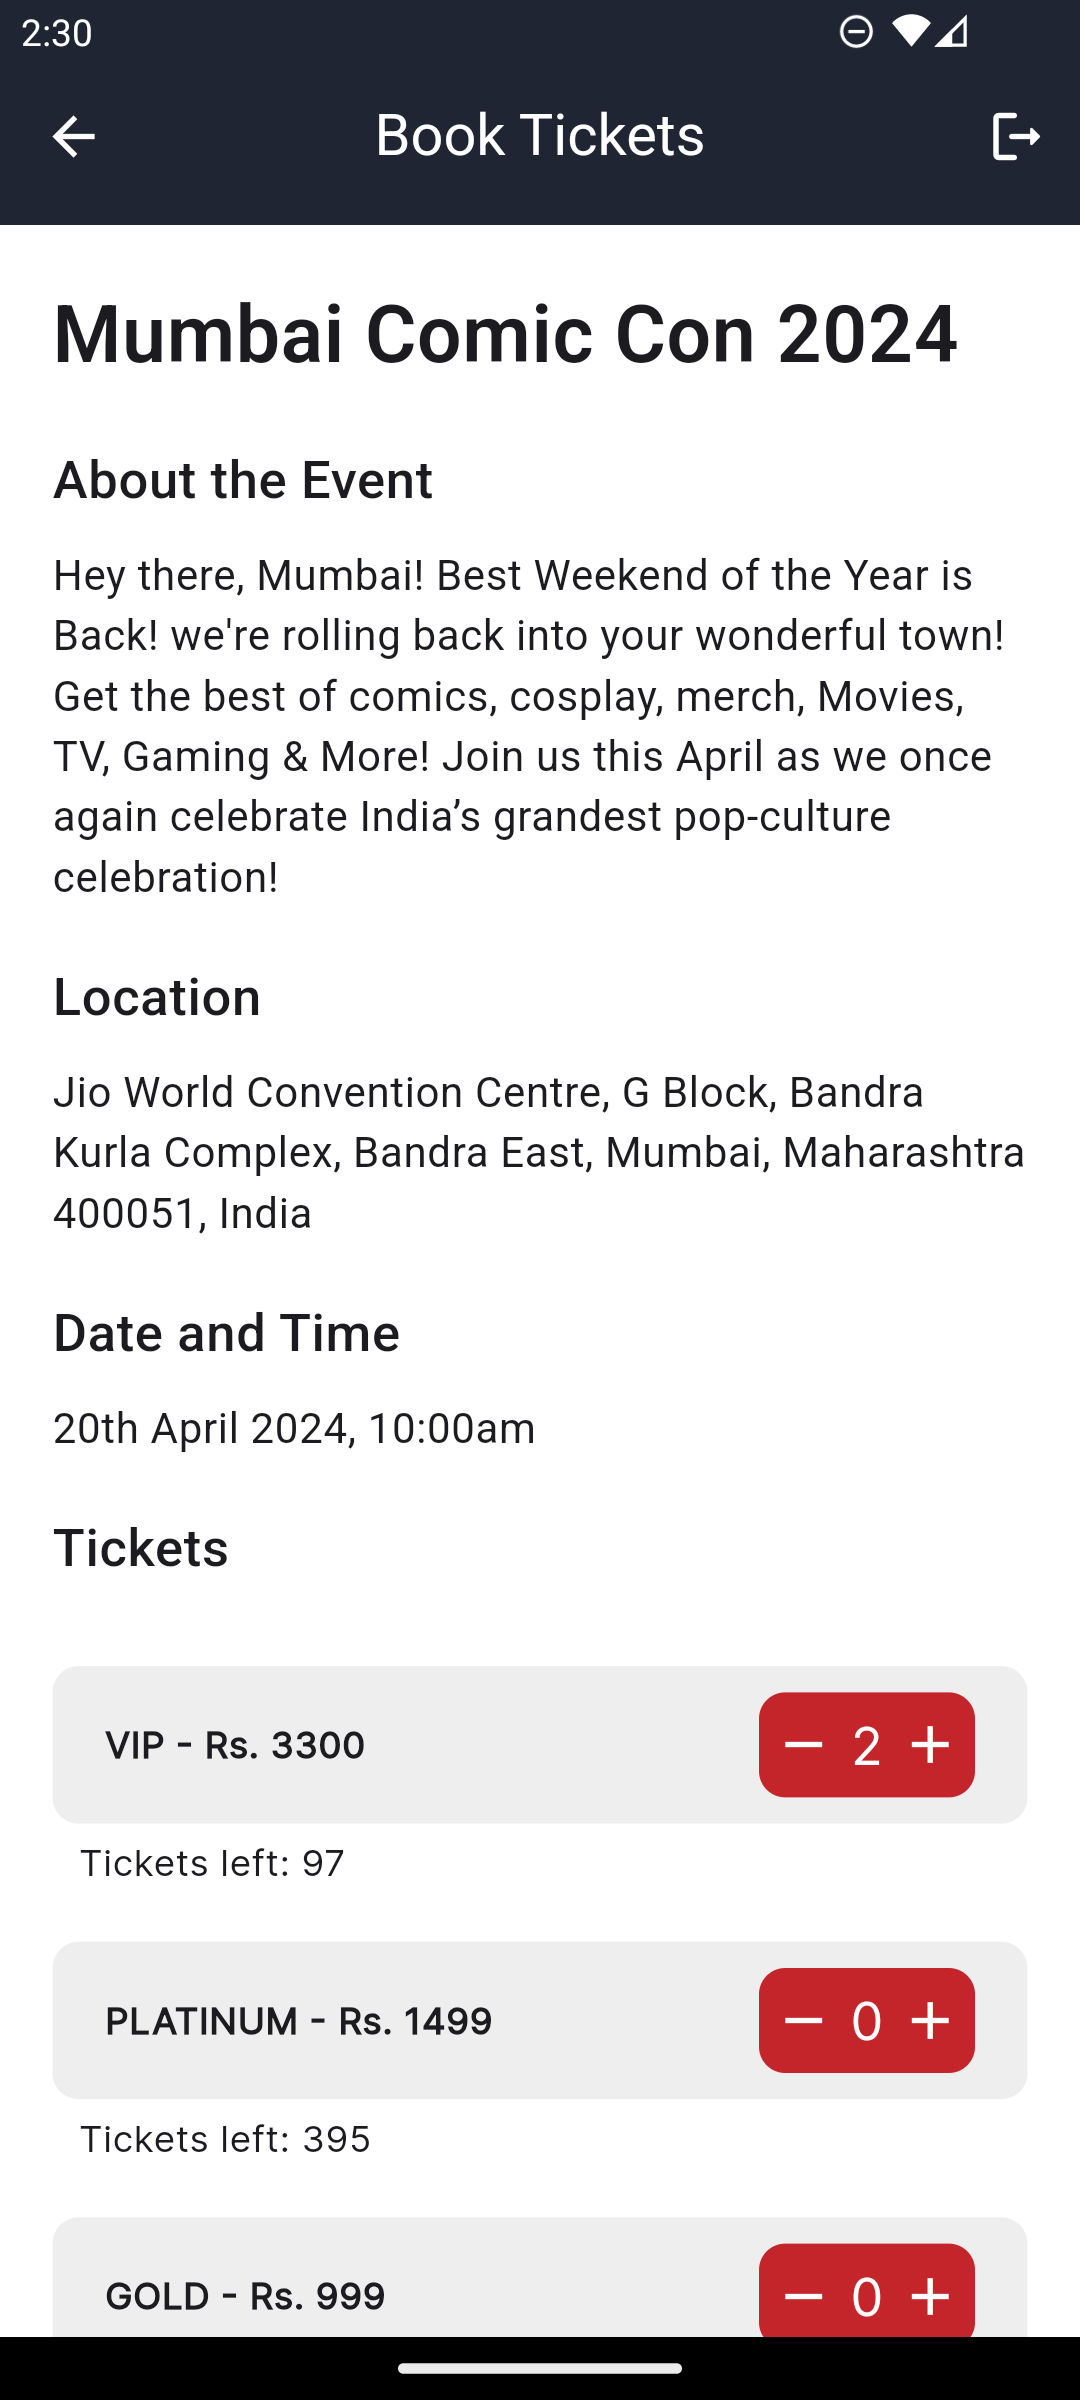 2:30
Book Tickets
Mumbai Comic Con 2024
About the Event
Hey there, Mumbai! Best Weekend of the Year is
Back! we're rolling back into your wonderful town!
Get the best of comics, cosplay, merch, Movies,
TV, Gaming & More! Join us this April as we once
again celebrate India’s grandest pop-culture
celebration!
Location
Jio World Convention Centre, G Block, Bandra
Kurla Complex, Bandra East, Mumbai, Maharashtra
400051, India
Date and Time
20th April 2024, 10:00am
Tickets
VIP - Rs. 3300 − 2 +
Tickets left: 97
PLATINUM - Rs. 1499 − 0 +
Tickets left: 395
GOLD - Rs. 999 − 0 +